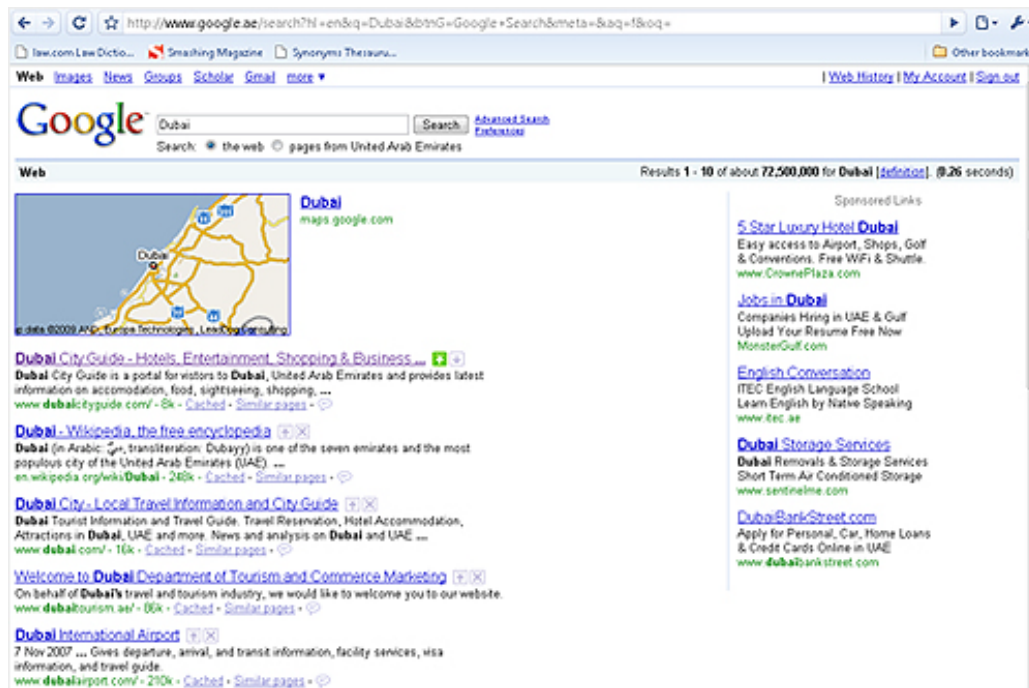 http://www.google.ae/search?hl=en&q=Dubai&btnG=Google+Search&meta=&aq=f&oq=
law.com Law Dictio... Smashing Magazine Synonyms Thesauru... Other bookmark
Web Images News Groups Scholar Gmail more ▼ | Web History | My Account | Sign out
Google
Dubai Search Advanced Search
Preferences
Search: the web pages from United Arab Emirates
Web Results 1 - 10 of about 72,500,000 for Dubai [definition]. (0.26 seconds)
Dubai
maps.google.com
Dubai
p data ©2009 AND, Europa Technologies, LeadDog Consulting
Dubai City Guide - Hotels, Entertainment, Shopping & Business ...
Dubai City Guide is a portal for vistors to Dubai, United Arab Emirates and provides latest
information on accomodation, food, sightseeing, shopping, ...
www.dubaicityguide.com/ - 8k - Cached - Similar pages -
Dubai - Wikipedia, the free encyclopedia
Dubai (in Arabic: transliteration: Dubayy) is one of the seven emirates and the most
populous city of the United Arab Emirates (UAE). ...
en.wikipedia.org/wiki/Dubai - 248k - Cached - Similar pages -
Dubai City - Local Travel Information and City Guide
Dubai Tourist Information and Travel Guide. Travel Reservation, Hotel Accommodation,
Attractions in Dubai, UAE and more. News and analysis on Dubai and UAE ...
www.dubai.com/ - 16k - Cached - Similar pages -
Welcome to Dubai Department of Tourism and Commerce Marketing
On behalf of Dubai's travel and tourism industry, we would like to welcome you to our website.
www.dubaitourism.ae/ - 86k - Cached - Similar pages -
Dubai International Airport
7 Nov 2007 ... Gives departure, arrival, and transit information, facility services, visa
information, and travel guide.
www.dubaiairport.com/ - 210k - Cached - Similar pages -
Sponsored Links
5 Star Luxury Hotel Dubai
Easy access to Airport, Shops, Golf
& Conventions. Free WiFi & Shuttle.
www.CrownePlaza.com
Jobs in Dubai
Companies Hiring in UAE & Gulf
Upload Your Resume Free Now
MonsterGulf.com
English Conversation
ITEC English Language School
Learn English by Native Speaking
www.itec.ae
Dubai Storage Services
Dubai Removals & Storage Services
Short Term Air Conditioned Storage
www.sentinelme.com
DubaiBankStreet.com
Apply for Personal, Car, Home Loans
& Credit Cards Online in UAE
www.dubaibankstreet.com